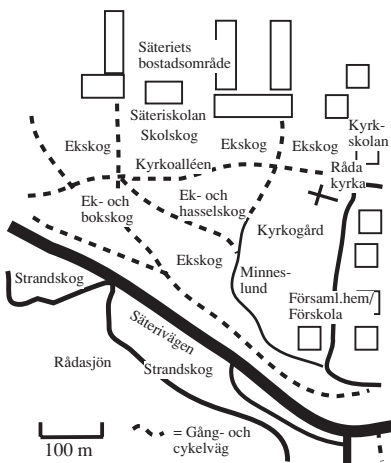 Säteriets
bostadsområde
Säteriskolan
Skolskog
Kyrk-
skolan
Ekskog
Ekskog
Ekskog
Kyrkoalléen
Råda
kyrka
Ek- och
bokskog
Ek- och
hasselskog
Kyrkogård
Ekskog
Minnes-
lund
Strandskog
Församl.hem/
Förskola
Säterivägen
Rådasjön
Strandskog
100 m
= Gång- och
cykelväg